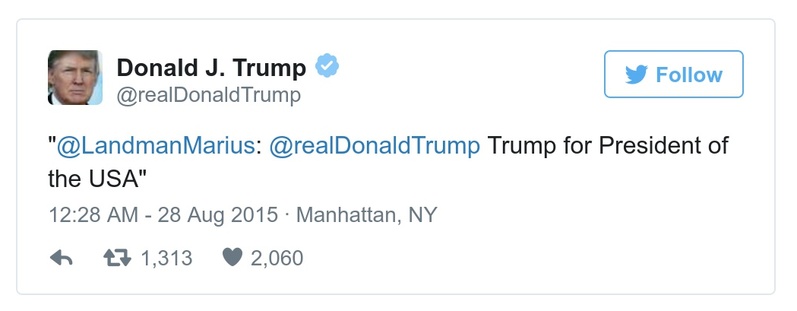 Donald J. Trump
@realDonaldTrump
Follow
"@LandmanMarius: @realDonaldTrump Trump for President of
the USA"
12:28 AM - 28 Aug 2015 · Manhattan, NY
1,313 2,060